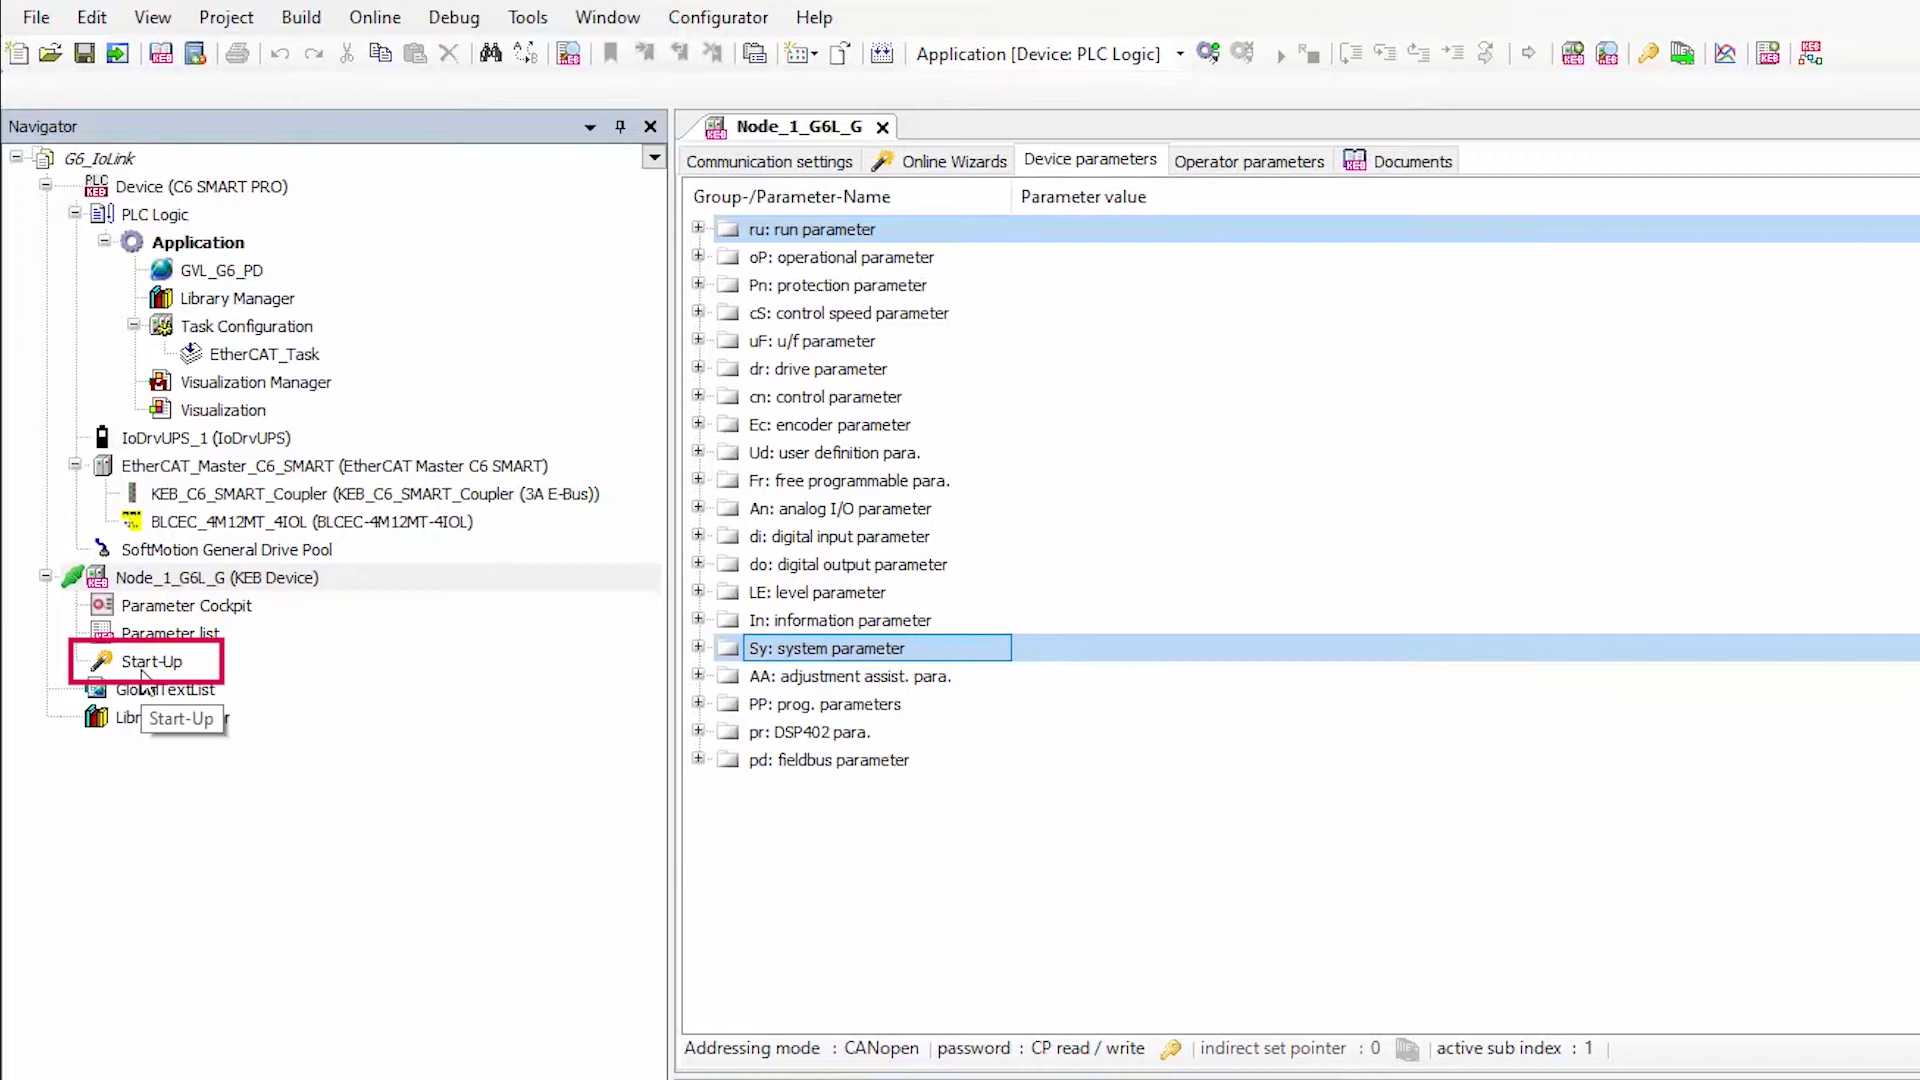 File Edit View Project Build Online Debug Tools Window Configurator Help
Application [Device: PLC Logic]
Navigator
G6_IoLink
Device (C6 SMART PRO)
PLC Logic
Application
GVL_G6_PD
Library Manager
Task Configuration
EtherCAT_Task
Visualization Manager
Visualization
IoDrvUPS_1 (IoDrvUPS)
EtherCAT_Master_C6_SMART (EtherCAT Master C6 SMART)
KEB_C6_SMART_Coupler (KEB_C6_SMART_Coupler (3A E-Bus))
BLCEC_4M12MT_4IOL (BLCEC-4M12MT-4IOL)
SoftMotion General Drive Pool
Node_1_G6L_G (KEB Device)
Parameter Cockpit
Parameter list
Start-Up
Start-Up
Node_1_G6L_G
Communication settings Online Wizards Device parameters Operator parameters Documents
Group-/Parameter-Name Parameter value
ru: run parameter
oP: operational parameter
Pn: protection parameter
cS: control speed parameter
uF: u/f parameter
dr: drive parameter
cn: control parameter
Ec: encoder parameter
Ud: user definition para.
Fr: free programmable para.
An: analog I/O parameter
di: digital input parameter
do: digital output parameter
LE: level parameter
In: information parameter
Sy: system parameter
AA: adjustment assist. para.
PP: prog. parameters
pr: DSP402 para.
pd: fieldbus parameter
Addressing mode : CANopen password : CP read / write indirect set pointer : 0 active sub index : 1